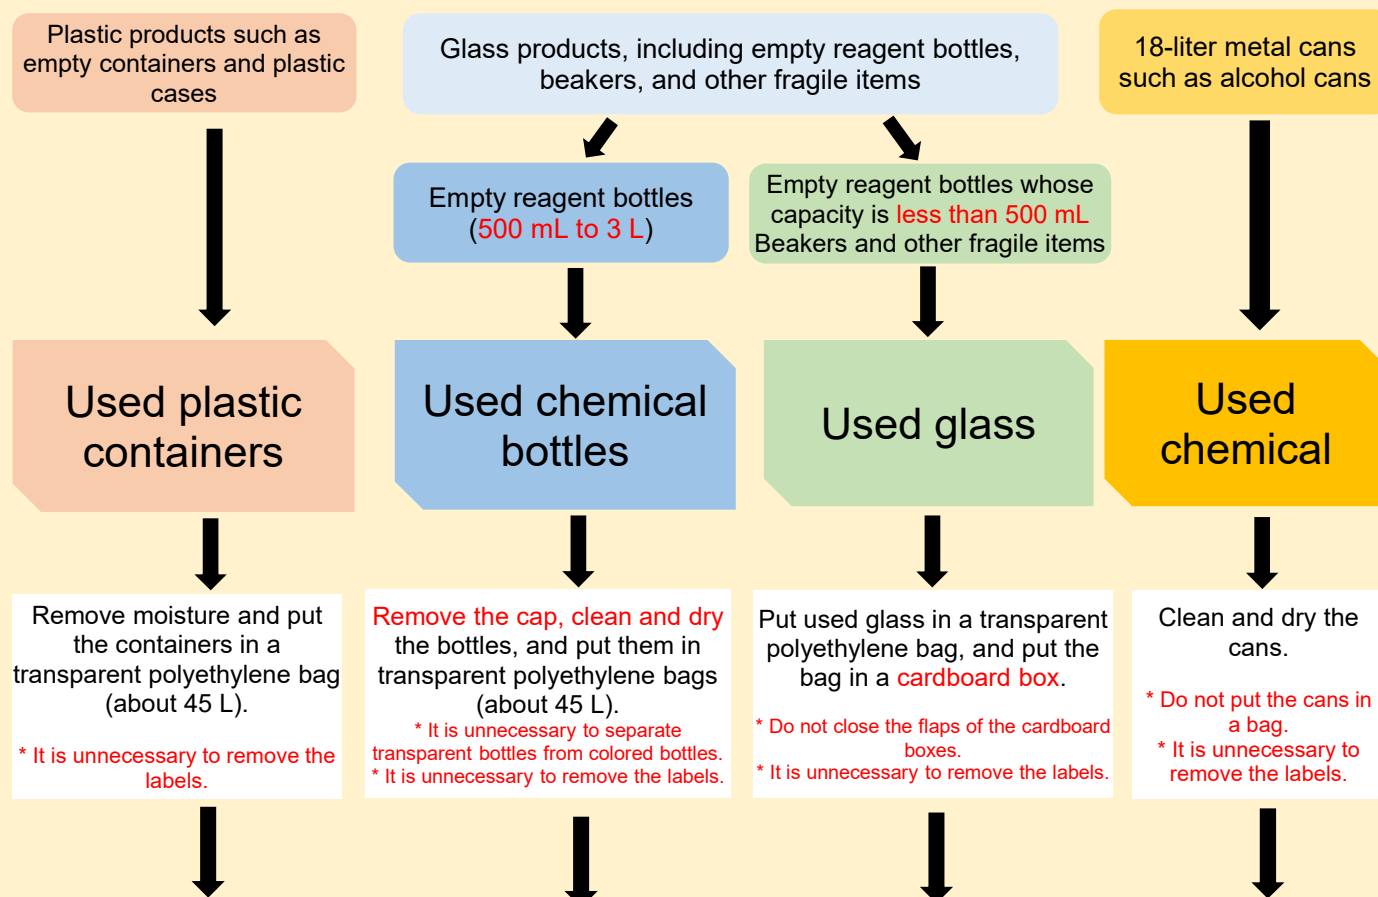 Plastic products such as
empty containers and plastic
cases
Glass products, including empty reagent bottles,
beakers, and other fragile items
18-liter metal cans
such as alcohol cans
Empty reagent bottles
(500 mL to 3 L)
Empty reagent bottles whose
capacity is less than 500 mL
Beakers and other fragile items
Used plastic
containers
Used chemical
bottles
Used glass
Used
chemical
Remove moisture and put
the containers in a
transparent polyethylene bag
(about 45 L).
* It is unnecessary to remove the
labels.
Remove the cap, clean and dry
the bottles, and put them in
transparent polyethylene bags
(about 45 L).
* It is unnecessary to separate
transparent bottles from colored bottles.
* It is unnecessary to remove the labels.
Put used glass in a transparent
polyethylene bag, and put the
bag in a cardboard box.
* Do not close the flaps of the cardboard
boxes.
* It is unnecessary to remove the labels.
Clean and dry the
cans.
* Do not put the cans in
a bag.
* It is unnecessary to
remove the labels.